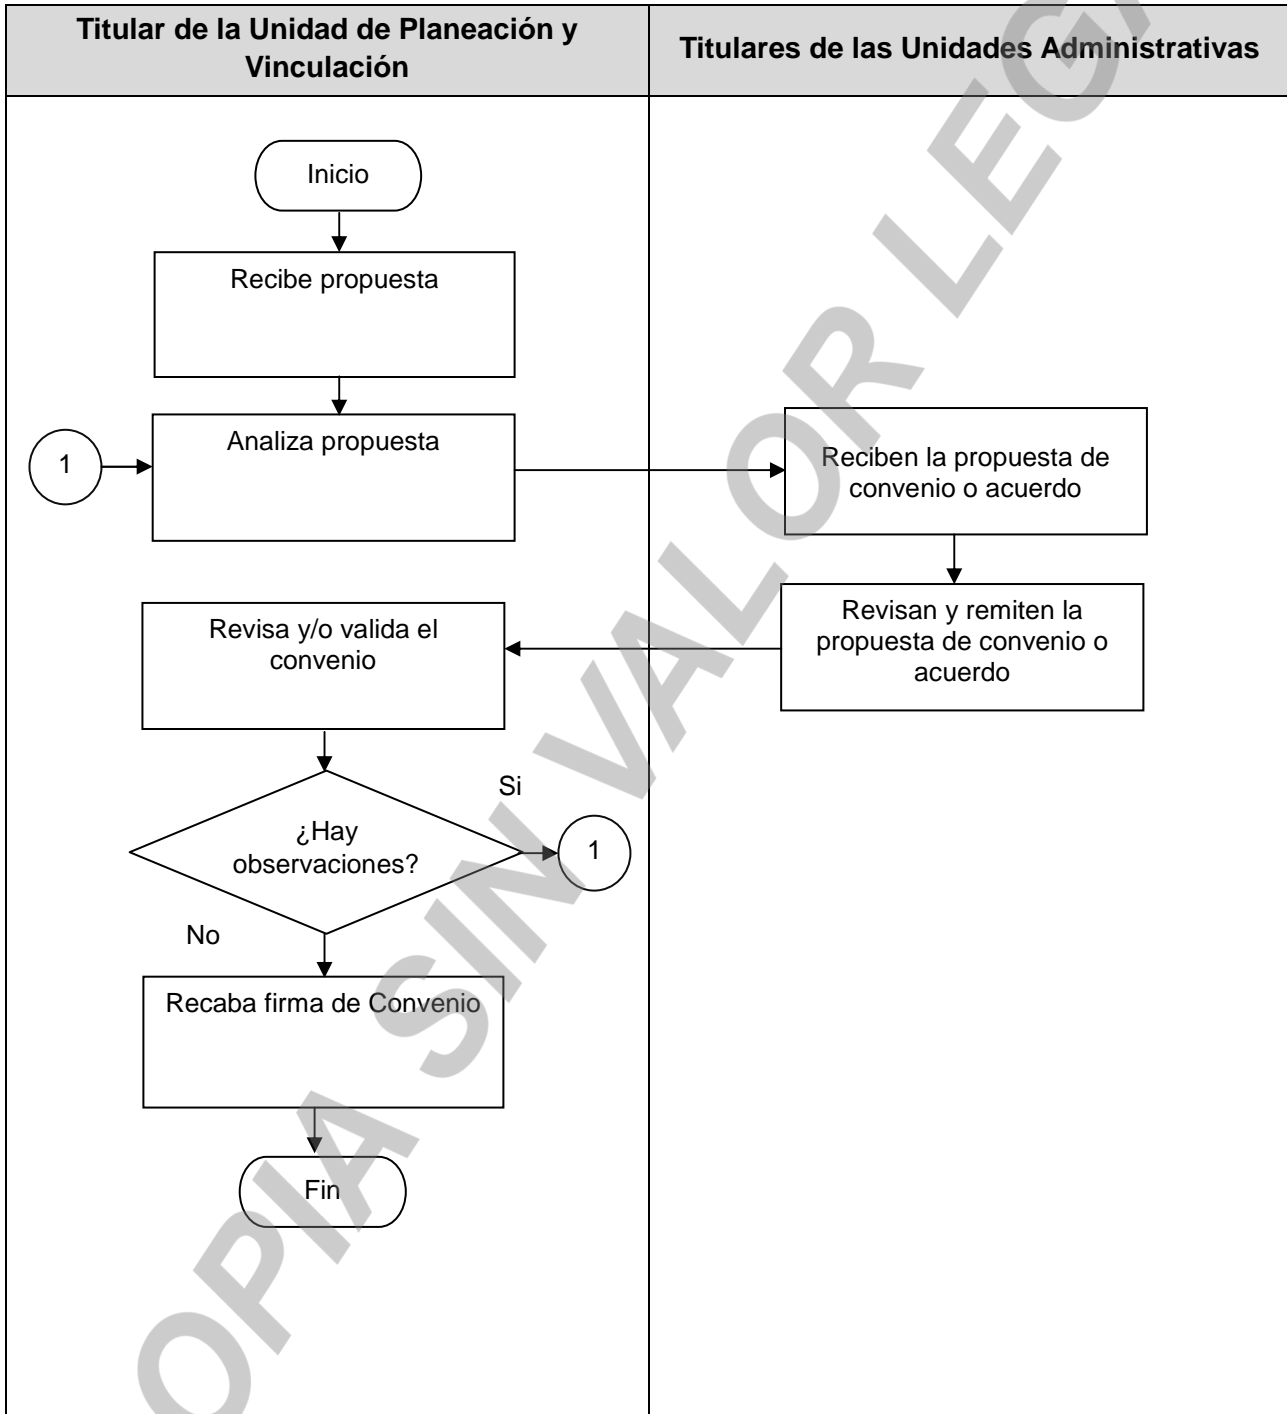 Titular de la Unidad de Planeación y
Vinculación
Titulares de las Unidades Administrativas
Inicio
Recibe propuesta
1
Analiza propuesta
Reciben la propuesta de
convenio o acuerdo
Revisa y/o valida el
convenio
Revisan y remiten la
propuesta de convenio o
acuerdo
Si
¿Hay
observaciones?
1
No
Recaba firma de Convenio
Fin
OPIA SIN VALOR LEGA